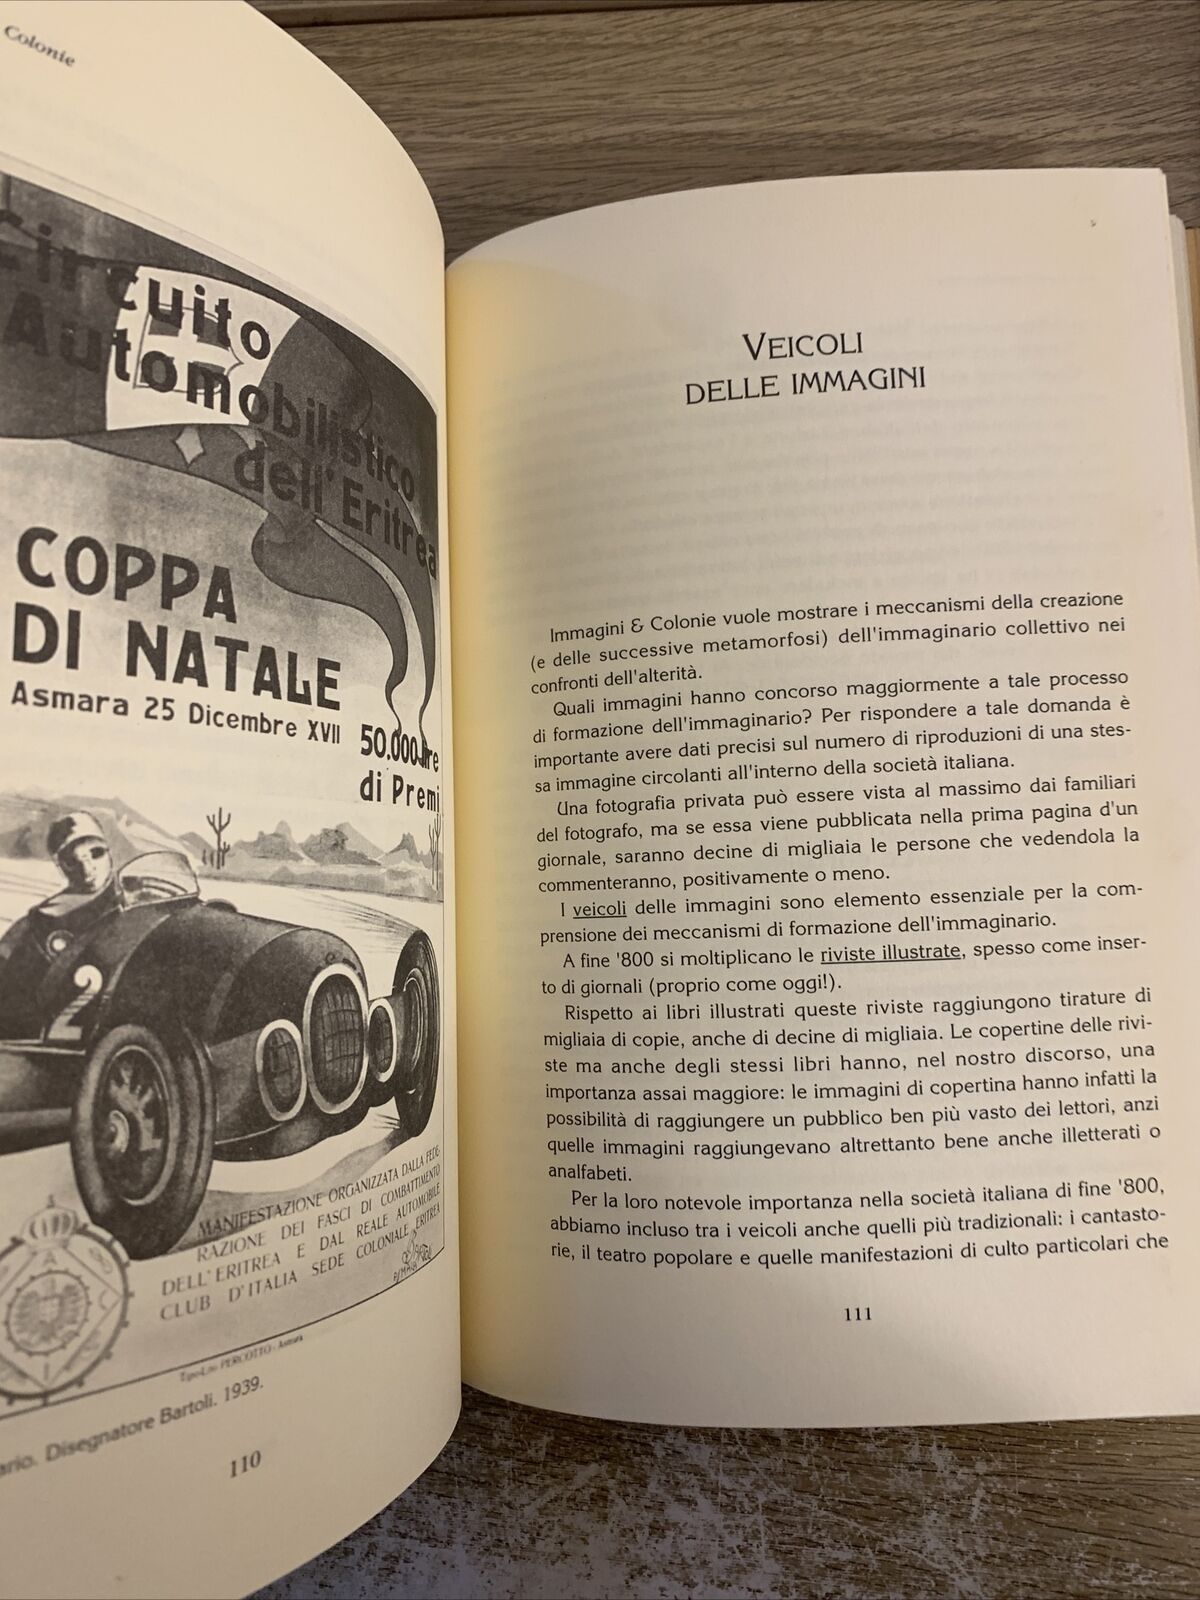 Colonie
Circuito
Automobilistico
dell'Eritrea
COPPA
DI NATALE
Asmara 25 Dicembre XVII
50.000 lire
di Premi
2
MANIFESTAZIONE ORGANIZZATA DALLA FEDE-
RAZIONE DEI FASCI DI COMBATTIMENTO
DELL'ERITREA E DAL REALE AUTOMOBILE
CLUB D'ITALIA SEDE COLONIALE ERITREA
Tipo-Lito PERCOTTO - Asmara
Disegnatore Bartoli. 1939.
110
VEICOLI
DELLE IMMAGINI
Immagini & Colonie vuole mostrare i meccanismi della creazione
(e delle successive metamorfosi) dell'immaginario collettivo nei
confronti dell'alterità.
Quali immagini hanno concorso maggiormente a tale processo
di formazione dell'immaginario? Per rispondere a tale domanda è
importante avere dati precisi sul numero di riproduzioni di una stes-
sa immagine circolanti all'interno della società italiana.
Una fotografia privata può essere vista al massimo dai familiari
del fotografo, ma se essa viene pubblicata nella prima pagina d'un
giornale, saranno decine di migliaia le persone che vedendola la
commenteranno, positivamente o meno.
I veicoli delle immagini sono elemento essenziale per la com-
prensione dei meccanismi di formazione dell'immaginario.
A fine '800 si moltiplicano le riviste illustrate, spesso come inser-
to di giornali (proprio come oggi!).
Rispetto ai libri illustrati queste riviste raggiungono tirature di
migliaia di copie, anche di decine di migliaia. Le copertine delle rivi-
ste ma anche degli stessi libri hanno, nel nostro discorso, una
importanza assai maggiore: le immagini di copertina hanno infatti la
possibilità di raggiungere un pubblico ben più vasto dei lettori, anzi
quelle immagini raggiungevano altrettanto bene anche illetterati o
analfabeti.
Per la loro notevole importanza nella società italiana di fine '800,
abbiamo incluso tra i veicoli anche quelli più tradizionali: i cantasto-
rie, il teatro popolare e quelle manifestazioni di culto particolari che
111